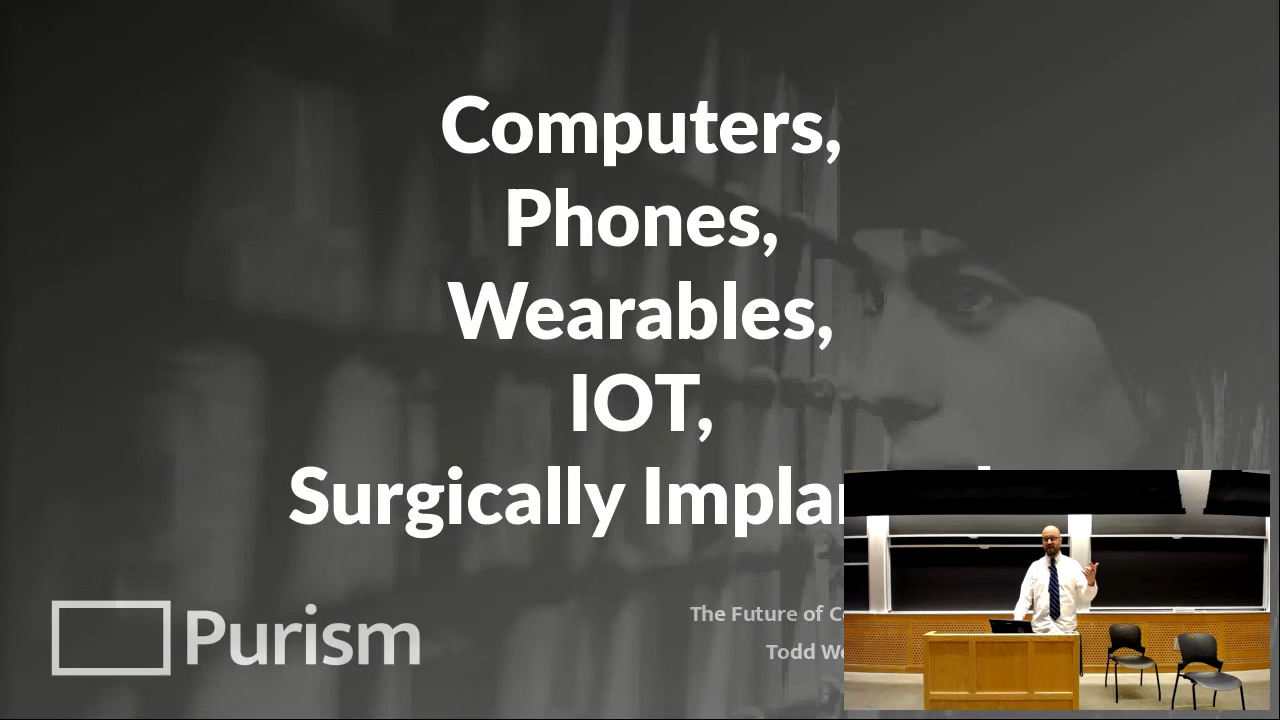 Computers,
Phones,
Wearables,
IOT,
Surgically
Purism
The Future of
Todd